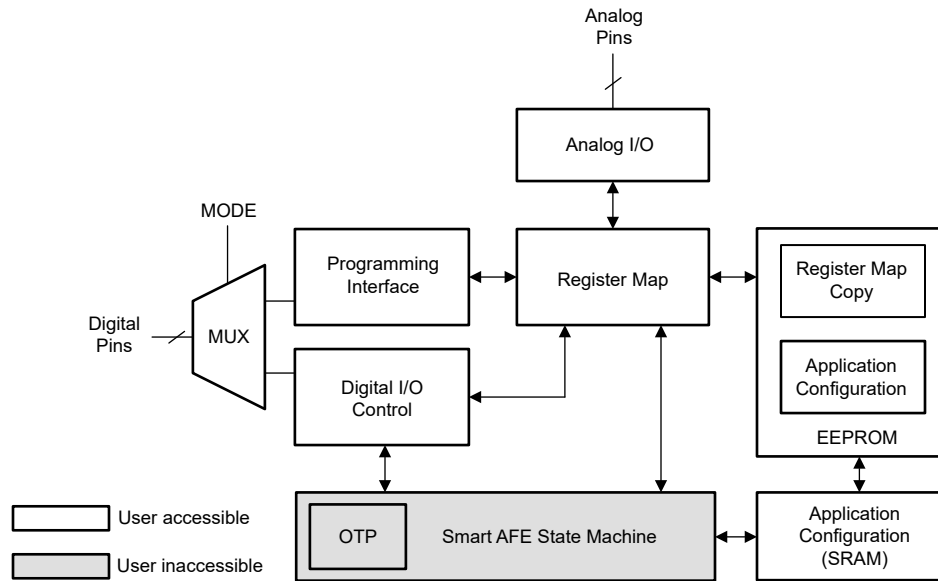 Analog
Pins
Analog I/O
MODE
Programming
Interface
Register Map
Register Map
Copy
Digital
Pins
MUX
Application
Configuration
Digital I/O
Control
EEPROM
User accessible
OTP
Smart AFE State Machine
Application
Configuration
(SRAM)
User inaccessible